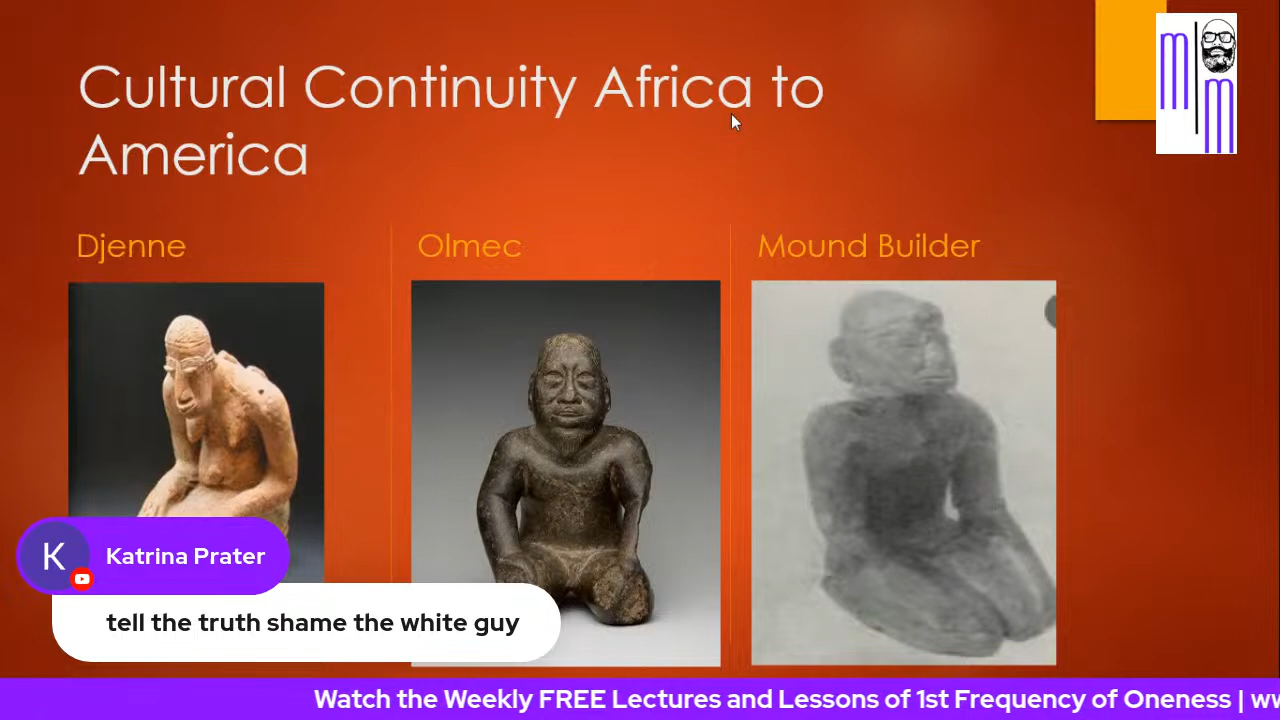 Cultural Continuity Africa to
America
m
m
Djenne
Olmec
Mound Builder
K
Katrina Prater
tell the truth shame the white guy
Watch the Weekly FREE Lectures and Lessons of 1st Frequency of Oneness | ww